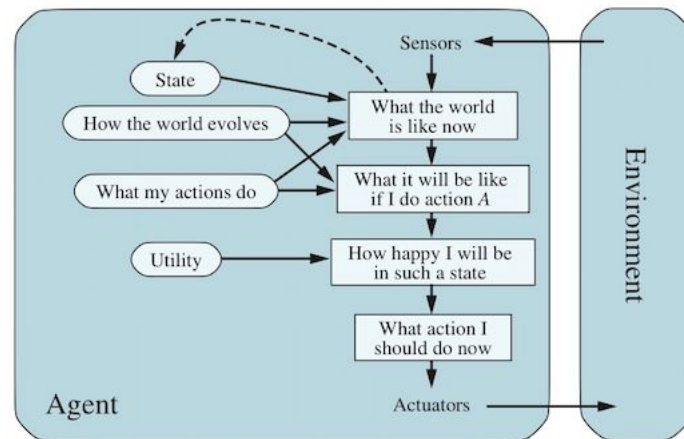 Sensors
State
What the world
is like now
How the world evolves
What my actions do
What it will be like
if I do action A
Utility
How happy I will be
in such a state
What action I
should do now
Agent
Actuators
Environment